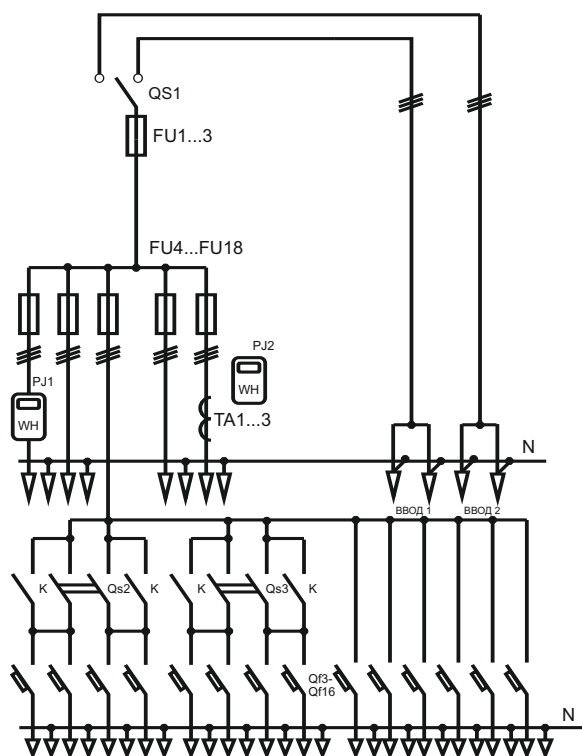 QS1
FU1...3
FU4...FU18
PJ2
PJ1
WH
WH
TA1...3
N
ВВОД 1
ВВОД 2
K
Qs2
K
K
Qs3
K
Qf3-
Qf16
N